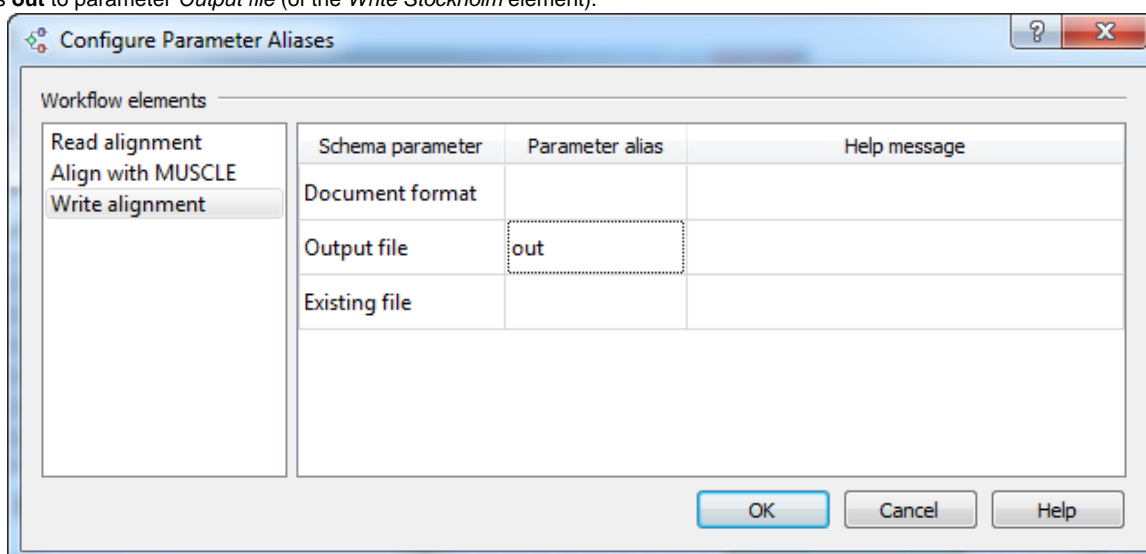 s out to parameter Output file (of the Write Stockholm element).
Configure Parameter Aliases
?
X
Workflow elements
Read alignment
Align with MUSCLE
Write alignment
Schema parameter Parameter alias Help message
Document format
Output file out
Existing file
OK Cancel Help